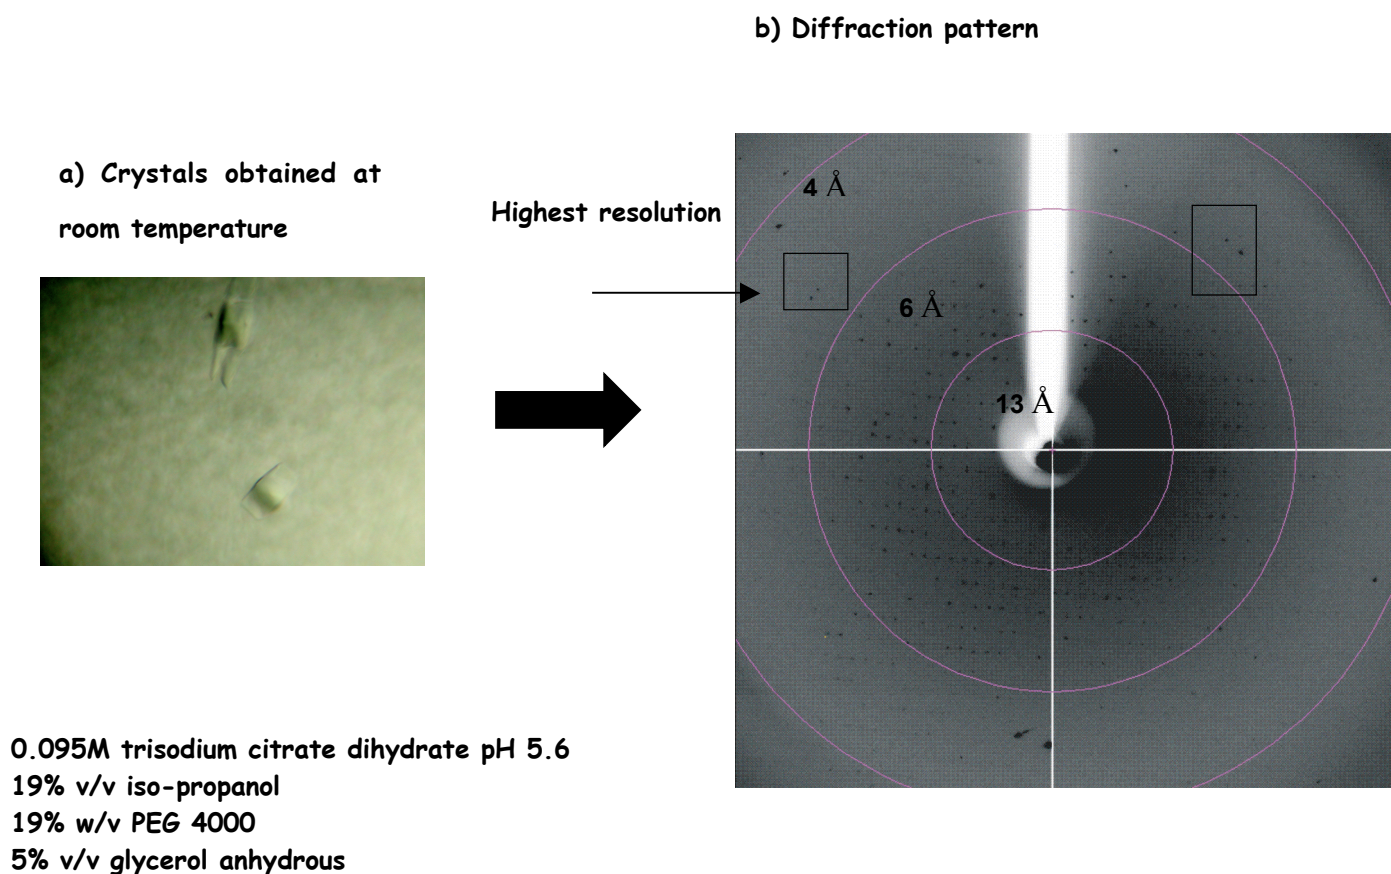 b) Diffraction pattern
a) Crystals obtained at
room temperature
Highest resolution
4 Å
6 Å
13 Å
0.095M trisodium citrate dihydrate pH 5.6
19% v/v iso-propanol
19% w/v PEG 4000
5% v/v glycerol anhydrous